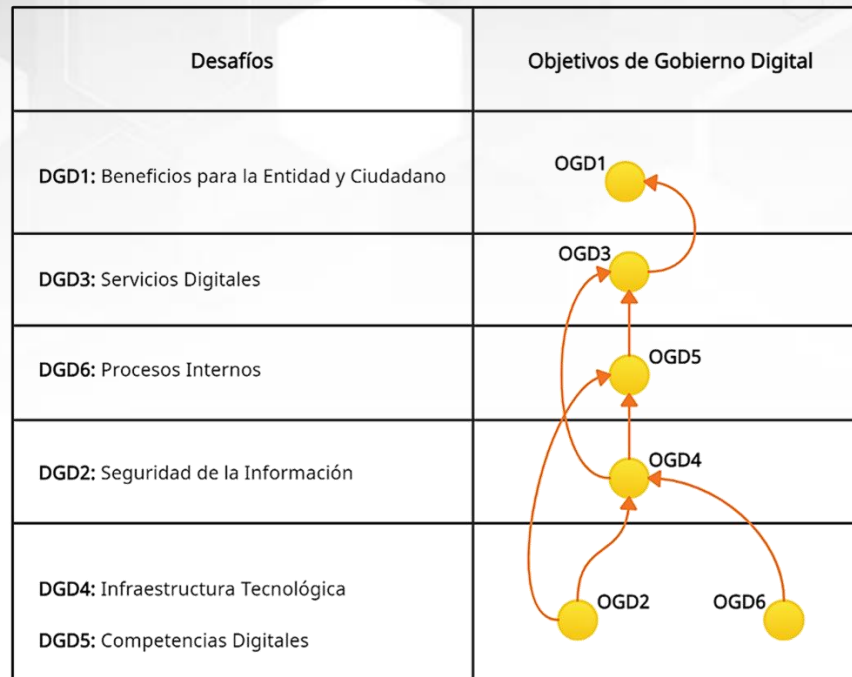 Desafíos
Objetivos de Gobierno Digital
DGD1: Beneficios para la Entidad y Ciudadano
OGD1
DGD3: Servicios Digitales
OGD3
DGD6: Procesos Internos
OGD5
DGD2: Seguridad de la Información
OGD4
DGD4: Infraestructura Tecnológica
DGD5: Competencias Digitales
OGD2
OGD6